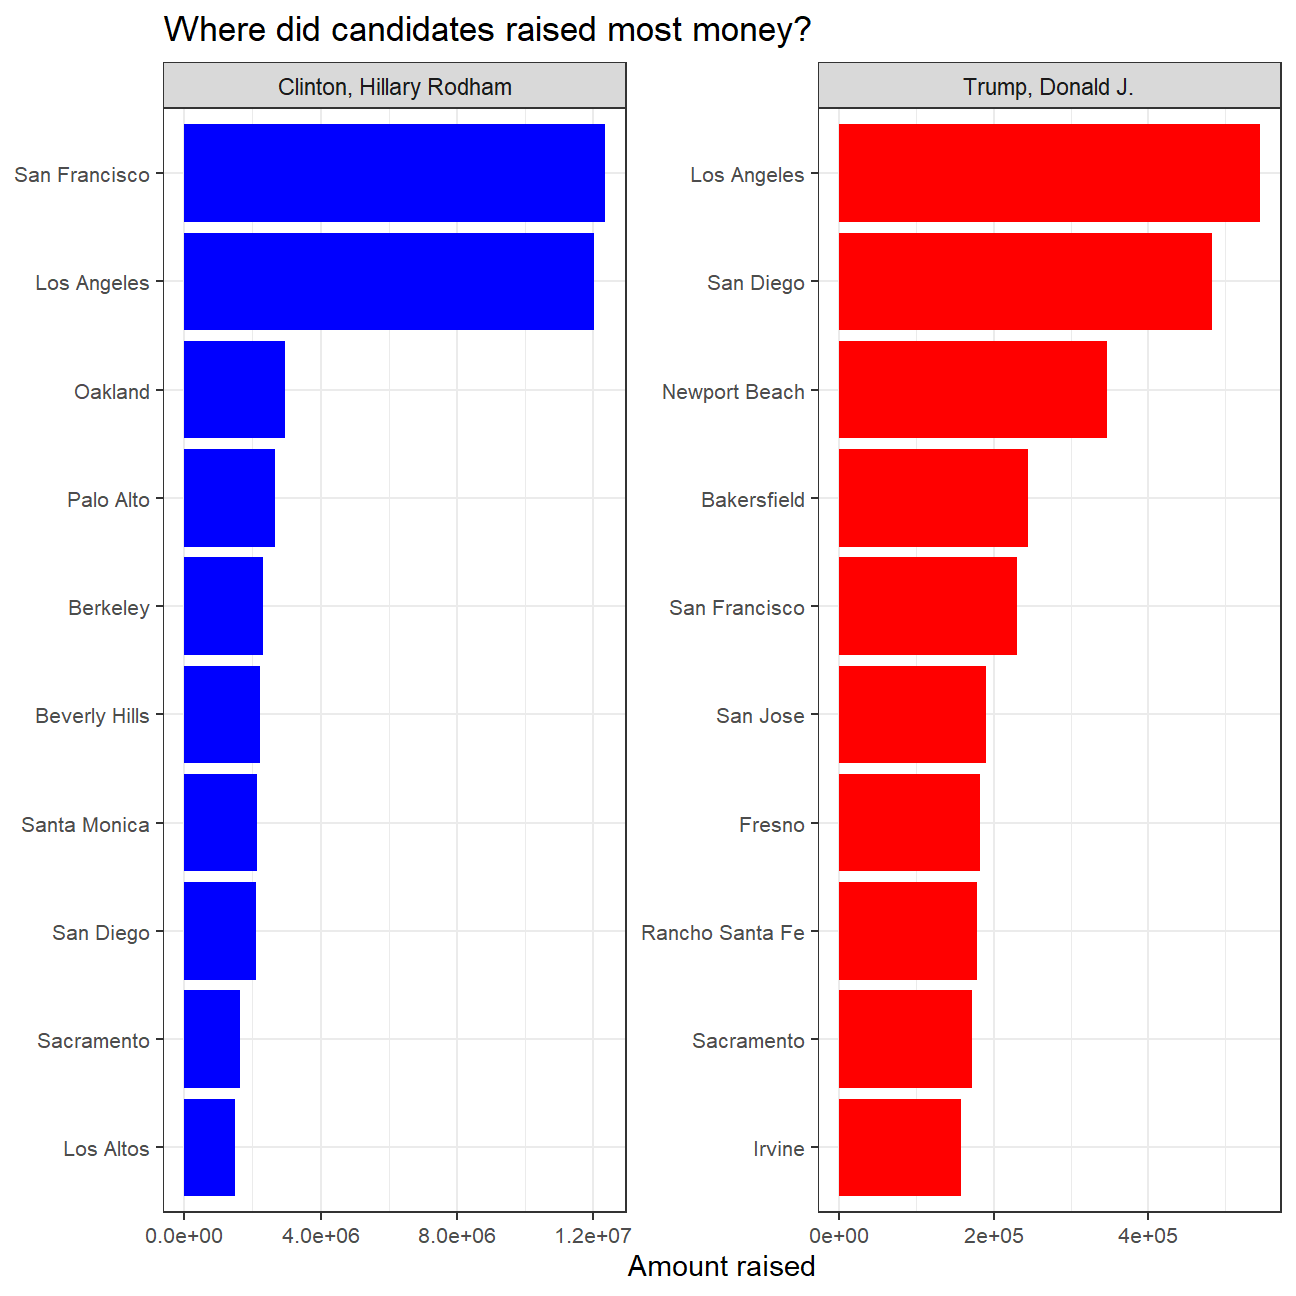 Where did candidates raised most money?
Clinton, Hillary Rodham
San Francisco
Los Angeles
Oakland
Palo Alto
Berkeley
Beverly Hills
Santa Monica
San Diego
Sacramento
Los Altos
0.0e+00 4.0e+06 8.0e+06 1.2e+07
Trump, Donald J.
Los Angeles
San Diego
Newport Beach
Bakersfield
San Francisco
San Jose
Fresno
Rancho Santa Fe
Sacramento
Irvine
0e+00 2e+05 4e+05
Amount raised